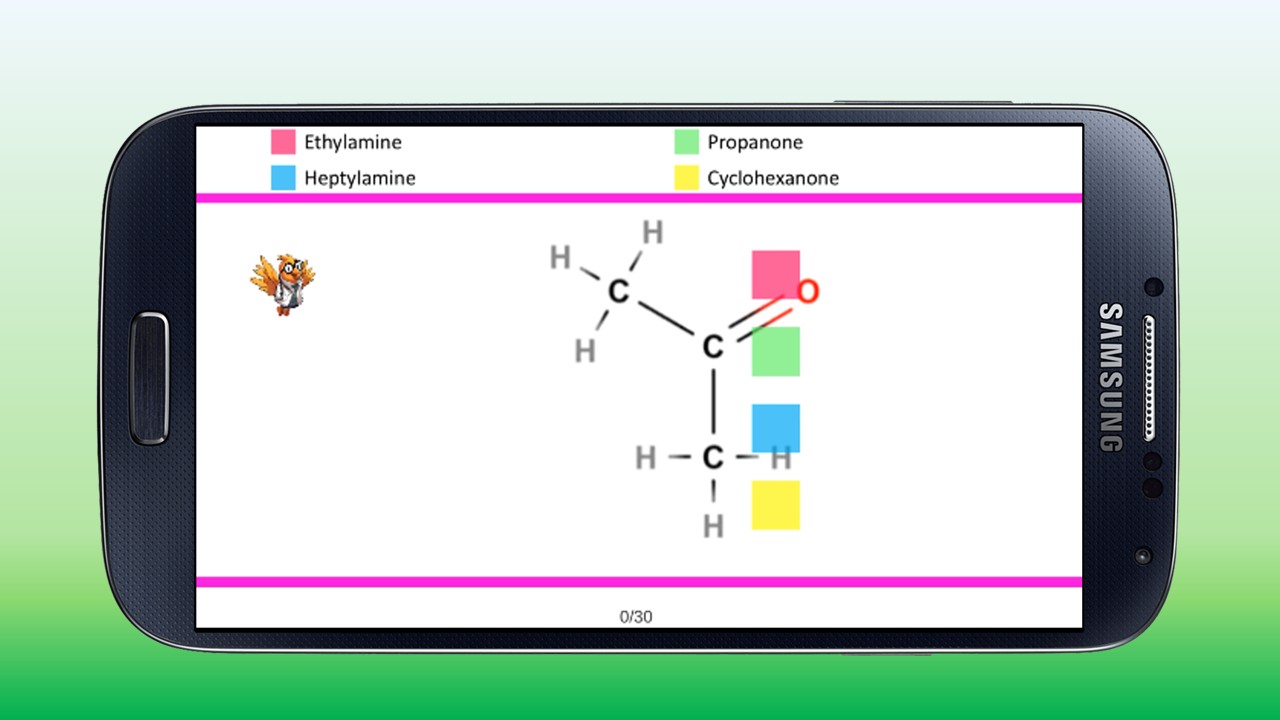 Ethylamine
Propanone
Heptylamine
Cyclohexanone
H
H
C
O
H
C
H C H
H
0/30
SAMSUNG